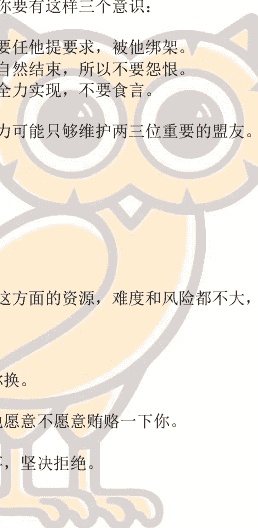 你要有这样三个意识：
要任他提要求，被他绑架。
自然结束，所以不要怨恨。
全力实现，不要食言。
力可能只够维护两三位重要的盟友。
这方面的资源，难度和风险都不大，
换。
愿意不愿意贿赂一下你。
，坚决拒绝。